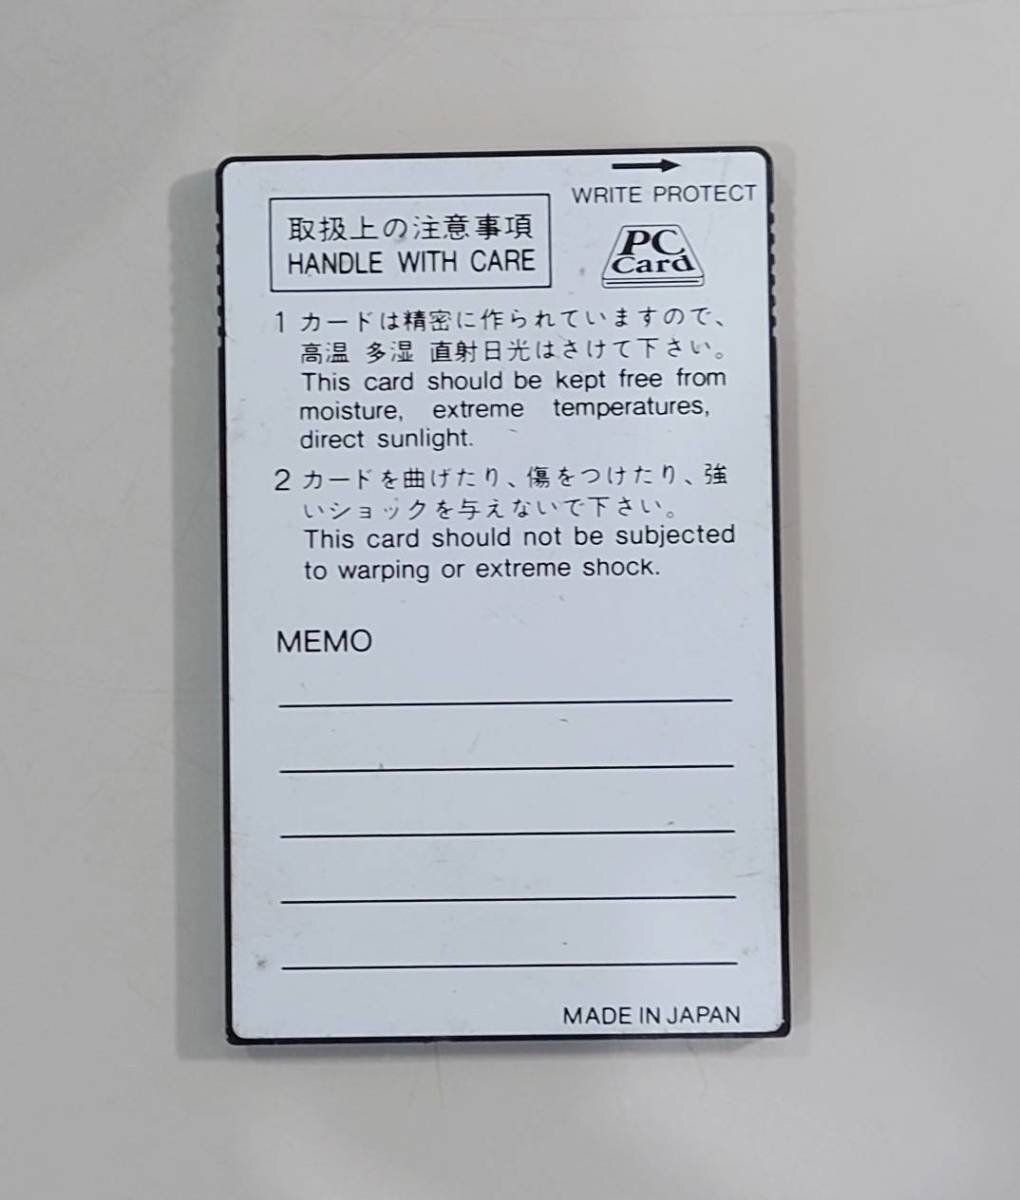 WRITE PROTECT
取扱上の注意事項
HANDLE WITH CARE
PC
Card
1 カードは精密に作られていますので、
高温 多湿 直射日光はさけて下さい。
This card should be kept free from
moisture, extreme temperatures,
direct sunlight.
2 カードを曲げたり、傷をつけたり、強
いショックを与えないで下さい。
This card should not be subjected
to warping or extreme shock.
MEMO
MADE IN JAPAN